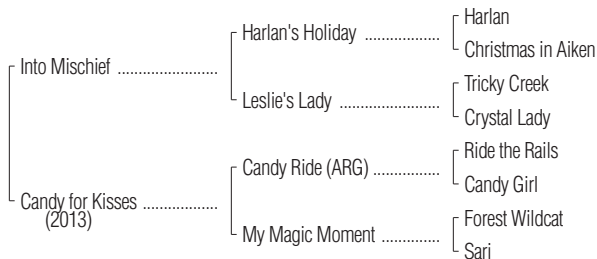 Harlan
Harlan's Holiday ..................
Christmas in Aiken
Into Mischief ........................
Tricky Creek
Leslie's Lady ........................
Crystal Lady
Ride the Rails
Candy Ride (ARG) ................
Candy Girl
Candy for Kisses ..................
(2013)
Forest Wildcat
My Magic Moment ..............
Sari